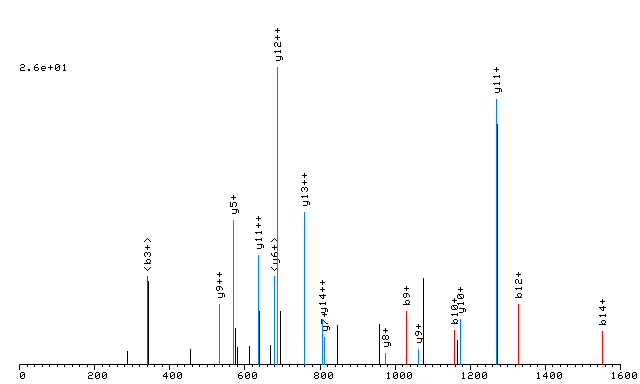 2.6e+01
y12++
y11+
y5+
y13++
y11++
<b3+>
<y6+>
y9++
y14++
y7+
y8+
b9+
y9+
b10+
y10+
b12+
b14+
0 200 400 600 800 1000 1200 1400 1600